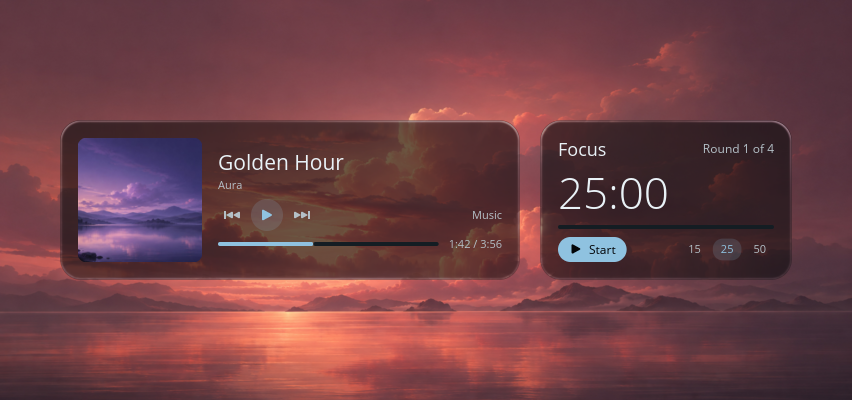 Golden Hour
Aura
Music
1:42 / 3:56
Focus
Round 1 of 4
25:00
Start
15
25
50